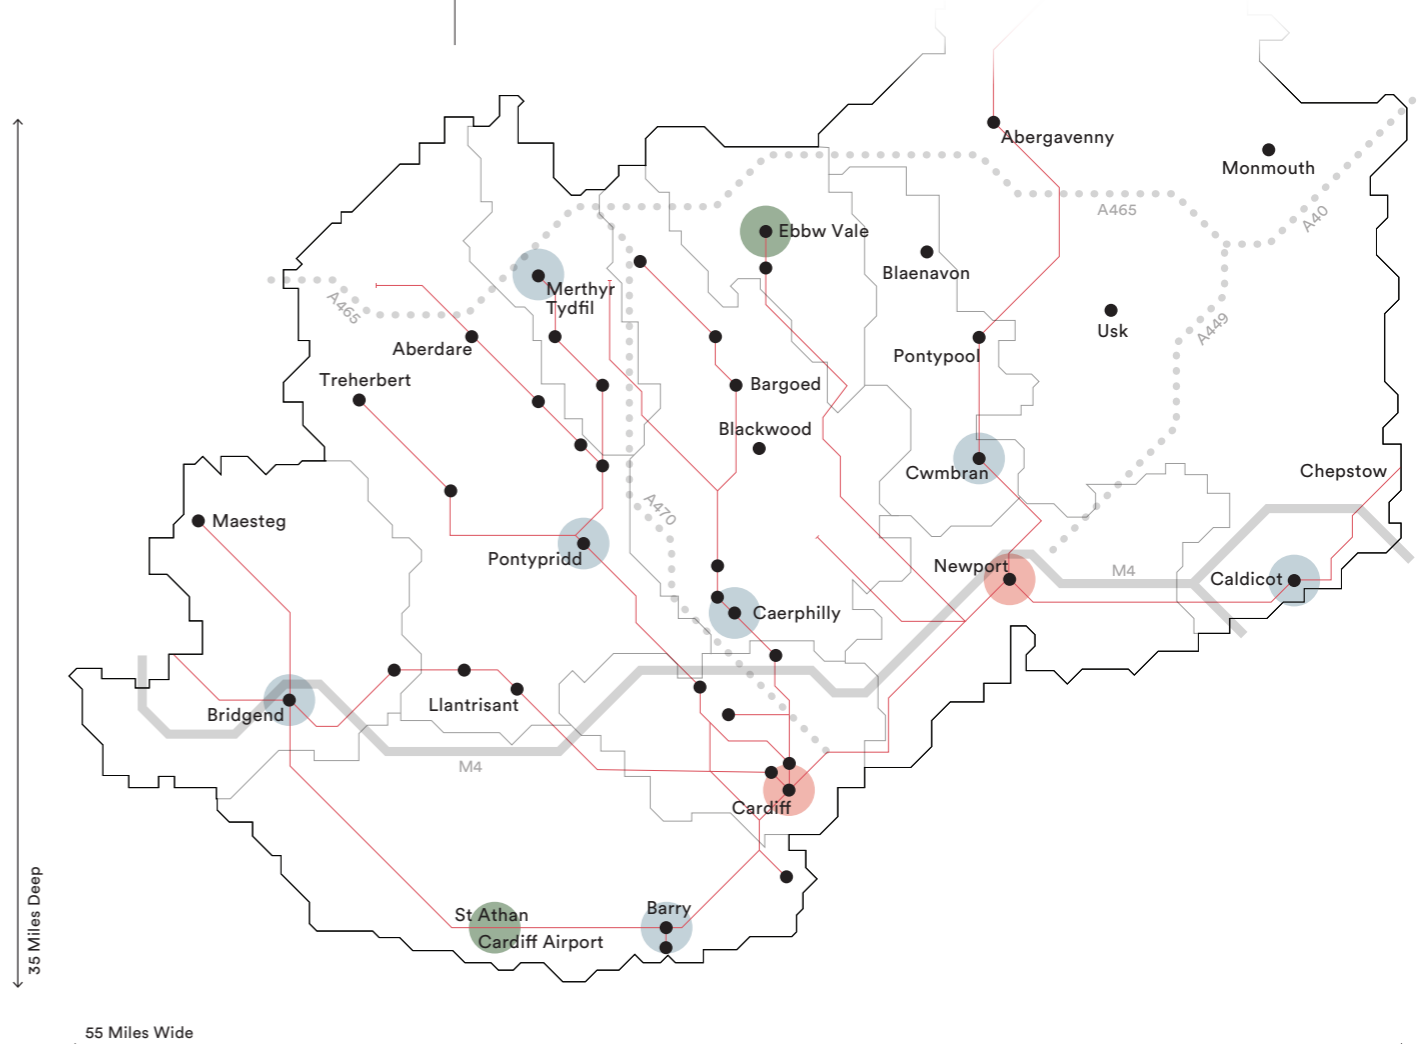 Abergavenny
Monmouth
A465
A40
Ebbw Vale
Blaenavon
Merthyr
Tydfil
A465
Usk
A449
Aberdare
Pontypool
Treherbert
Bargoed
Blackwood
Cwmbran
Chepstow
A470
Maesteg
Pontypridd
Newport
M4
Caldicot
Caerphilly
Llantrisant
Bridgend
M4
Cardiff
35 Miles Deep
St Athan
Barry
Cardiff Airport
55 Miles Wide